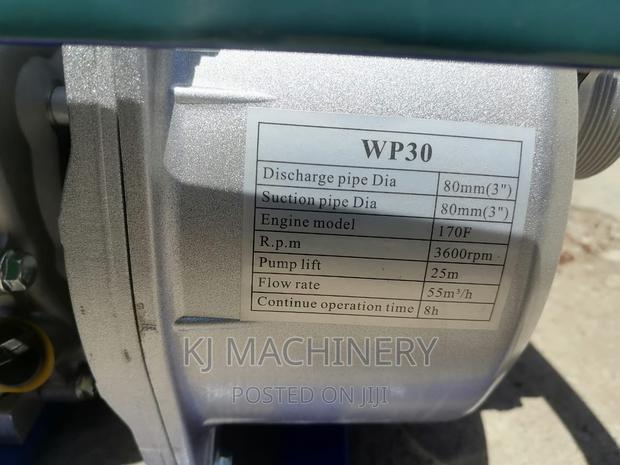 WP30
Discharge pipe Dia 80mm(3")
Suction pipe Dia 80mm(3")
Engine model 170F
R.p.m 3600rpm
Pump lift 25m
Flow rate 55m³/h
Continue operation time 8h
KJ MACHINERY
POSTED ON JIJI